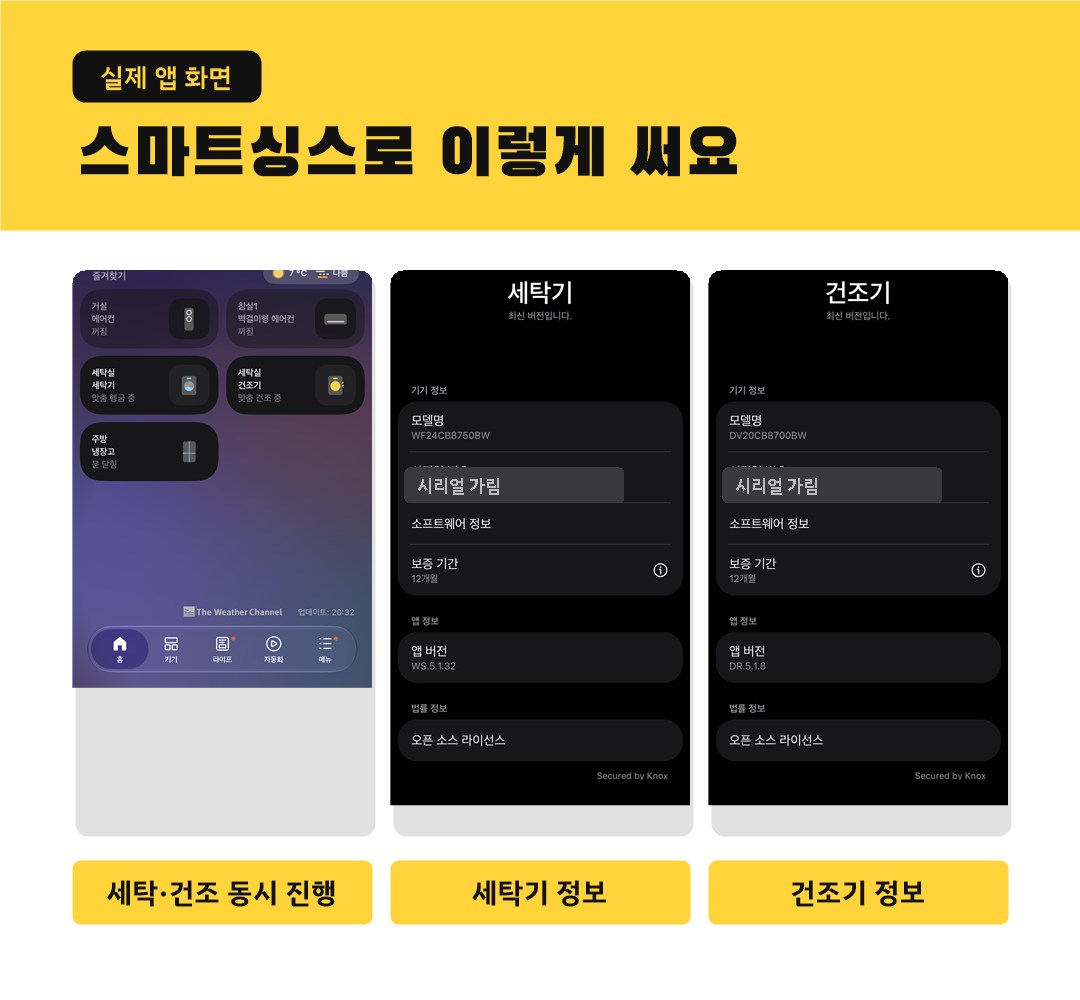 실제 앱 화면
스마트싱스로 이렇게 써요
즐겨찾기
7°C 나쁨
거실
에어컨
꺼짐
침실1
벽걸이형 에어컨
꺼짐
세탁실
세탁기
맞춤 헹굼 중
세탁실
건조기
맞춤 건조 중
주방
냉장고
문 닫힘
The Weather Channel 업데이트: 20:32
홈 기기 라이프 자동화 메뉴
세탁·건조 동시 진행
세탁기
최신 버전입니다.
기기 정보
모델명
WF24CB8750BW
시리얼 가림
소프트웨어 정보
보증 기간
12개월
앱 정보
앱 버전
WS.5.1.32
법률 정보
오픈 소스 라이선스
Secured by Knox
세탁기 정보
건조기
최신 버전입니다.
기기 정보
모델명
DV20CB8700BW
시리얼 가림
소프트웨어 정보
보증 기간
12개월
앱 정보
앱 버전
DR.5.1.8
법률 정보
오픈 소스 라이선스
Secured by Knox
건조기 정보